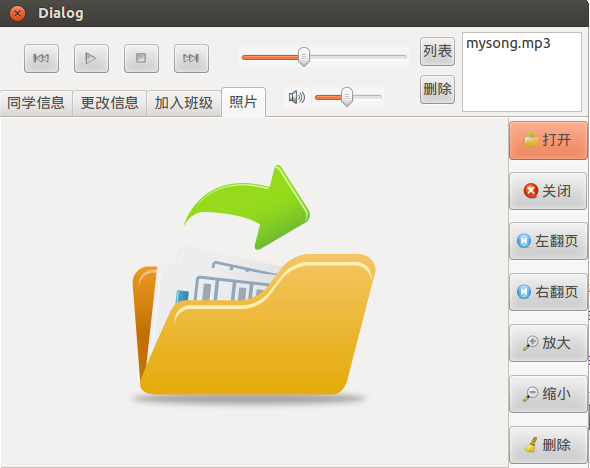 Dialog
列表
mysong.mp3
删除
同学信息
更改信息
加入班级
照片
打开
关闭
左翻页
右翻页
放大
缩小
删除